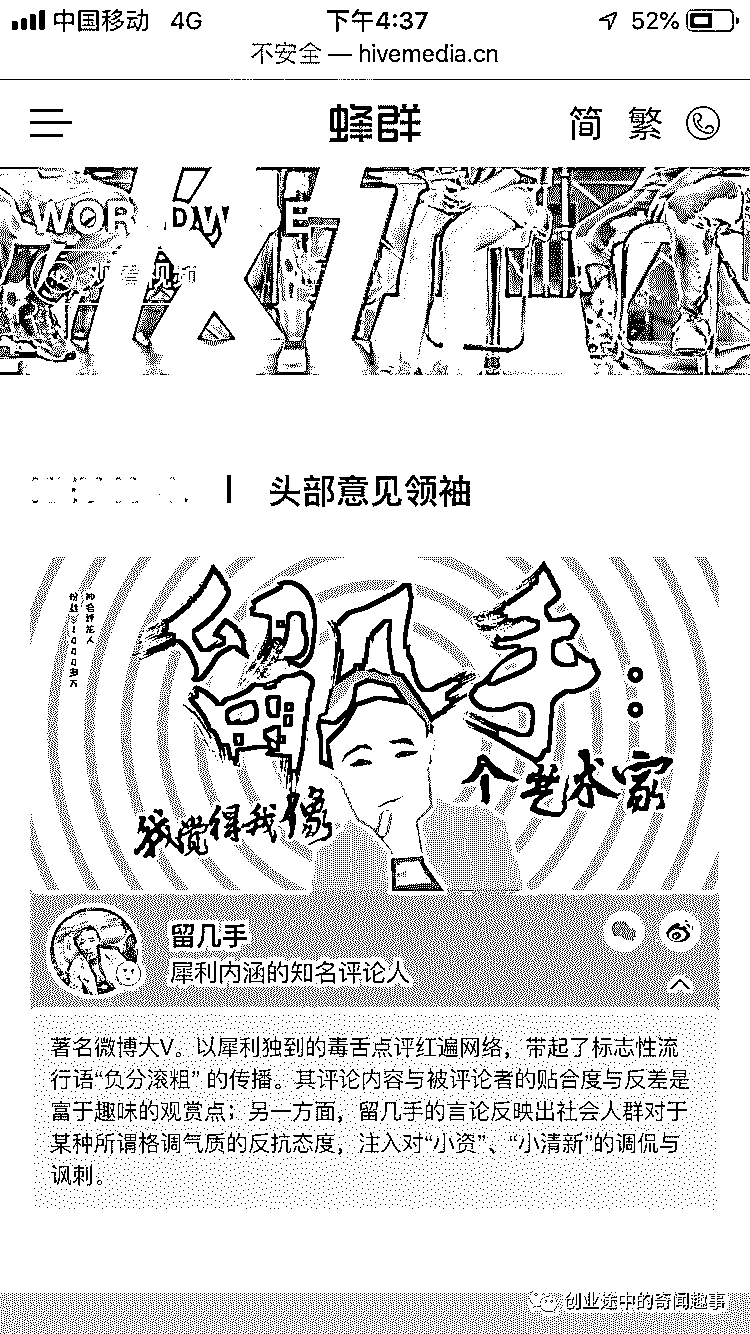 中国移动 4G 下午4:37 52%
不安全 — hivemedia.cn
蜂群 简 繁
头部意见领袖
留几手：
我觉得我像
个艺术家
留几手
犀利内涵的知名评论人
著名微博大V。以犀利独到的毒舌点评红遍网络，带起了标志性流
行语“负分滚粗” 的传播。其评论内容与被评论者的贴合度与反差是
富于趣味的观赏点；另一方面，留几手的言论反映出社会人群对于
某种所谓格调气质的反抗态度，注入对“小资”、“小清新”的调侃与
讽刺。
创业途中的奇闻趣事